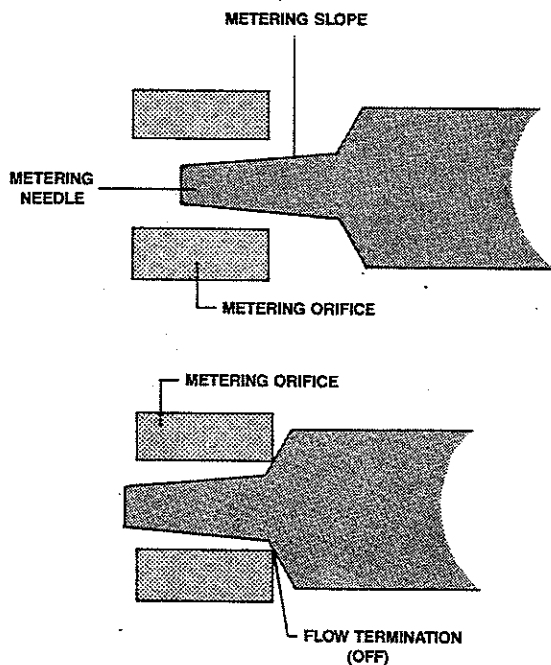 METERING SLOPE
METERING
NEEDLE
METERING ORIFICE
METERING ORIFICE
FLOW TERMINATION
(OFF)